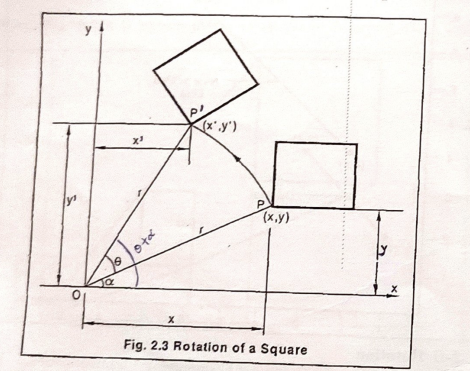 y
P'
(x',y')
x'
y'
r
θ+α
θ
r
P
(x,y)
y
α
O
x
x
Fig. 2.3 Rotation of a Square